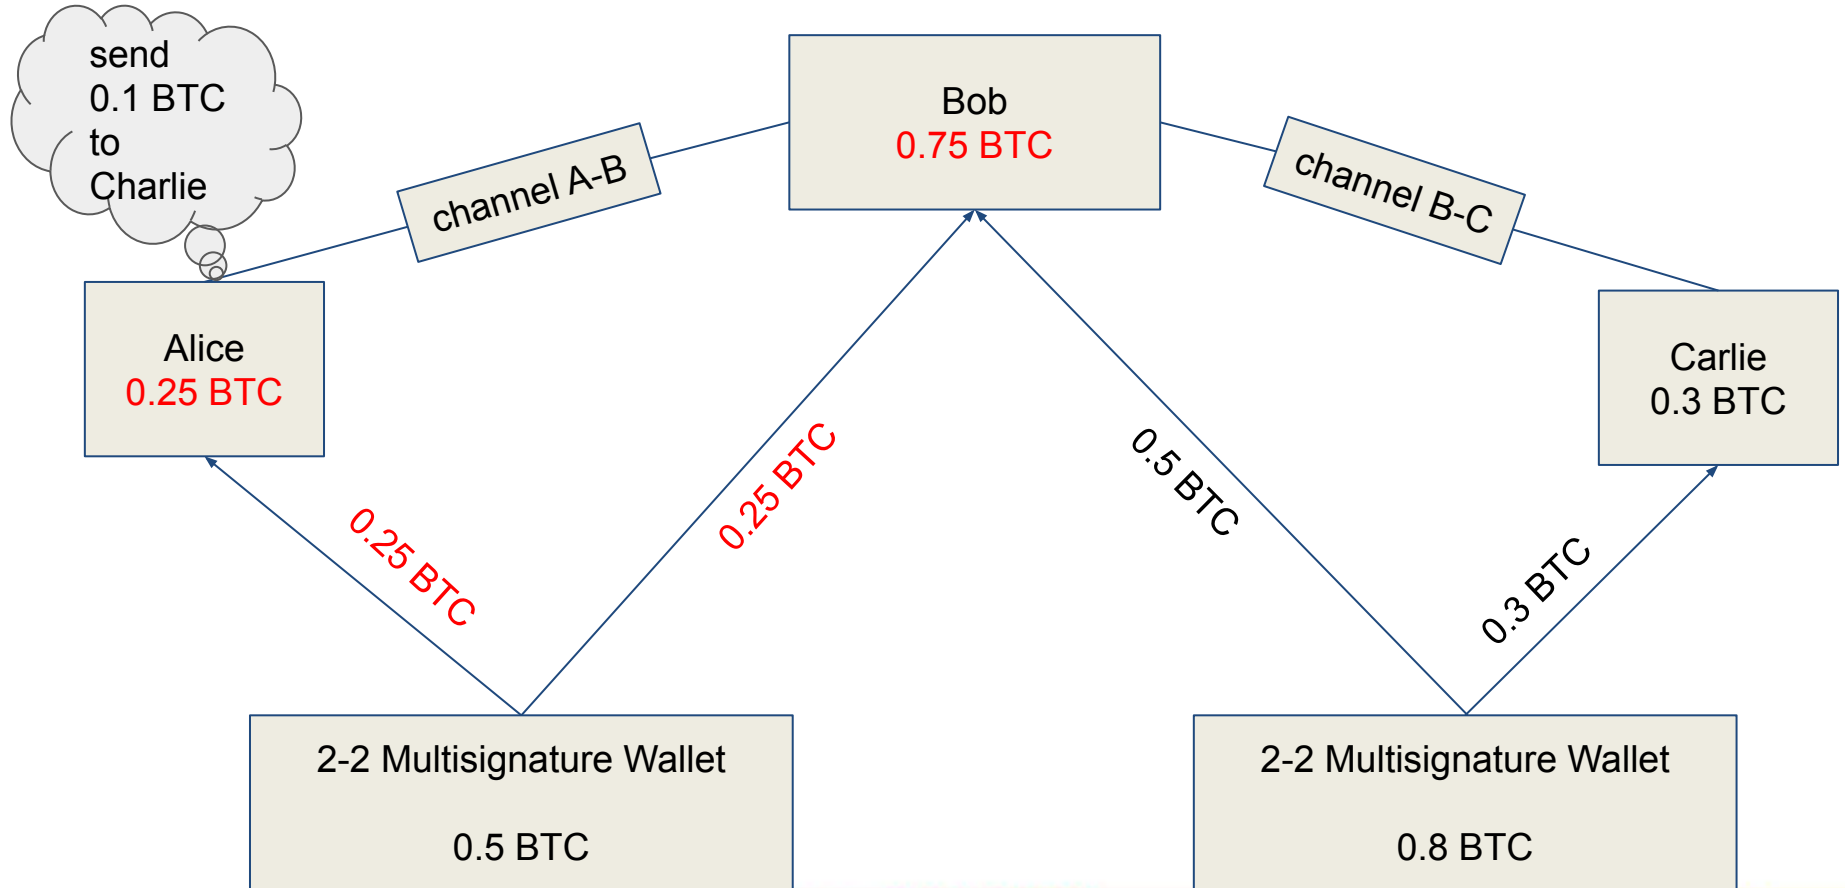 send
0.1 BTC
to
Charlie
Bob
0.75 BTC
channel A-B
channel B-C
Alice
0.25 BTC
Carlie
0.3 BTC
0.25 BTC
0.25 BTC
0.5 BTC
0.3 BTC
2-2 Multisignature Wallet
0.5 BTC
2-2 Multisignature Wallet
0.8 BTC